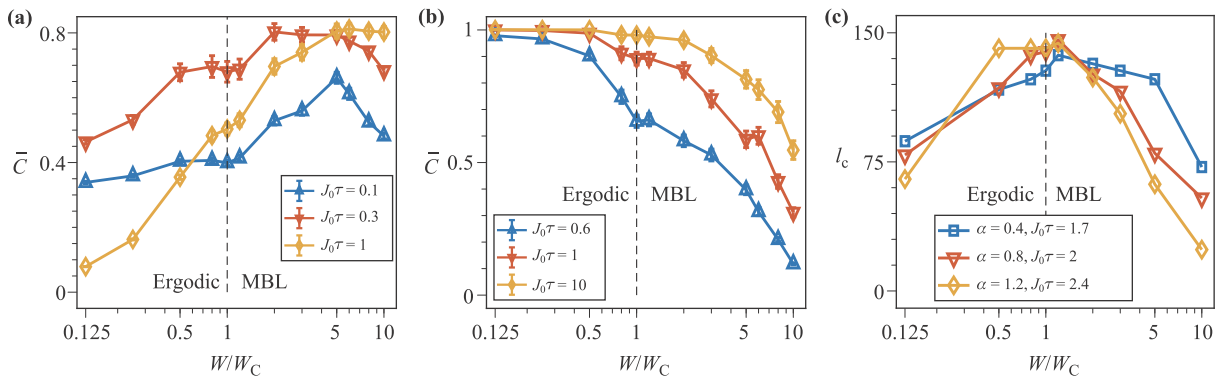 (a)
0.8
0.4
0
C̅
Ergodic
MBL
J₀τ = 0.1
J₀τ = 0.3
J₀τ = 1
0.125
0.5
1
5
10
W/W_C
(b)
1
0.5
0
C̅
Ergodic
MBL
J₀τ = 0.6
J₀τ = 1
J₀τ = 10
0.125
0.5
1
5
10
W/W_C
(c)
150
75
0
l_c
Ergodic
MBL
α = 0.4, J₀τ = 1.7
α = 0.8, J₀τ = 2
α = 1.2, J₀τ = 2.4
0.125
0.5
1
5
10
W/W_C